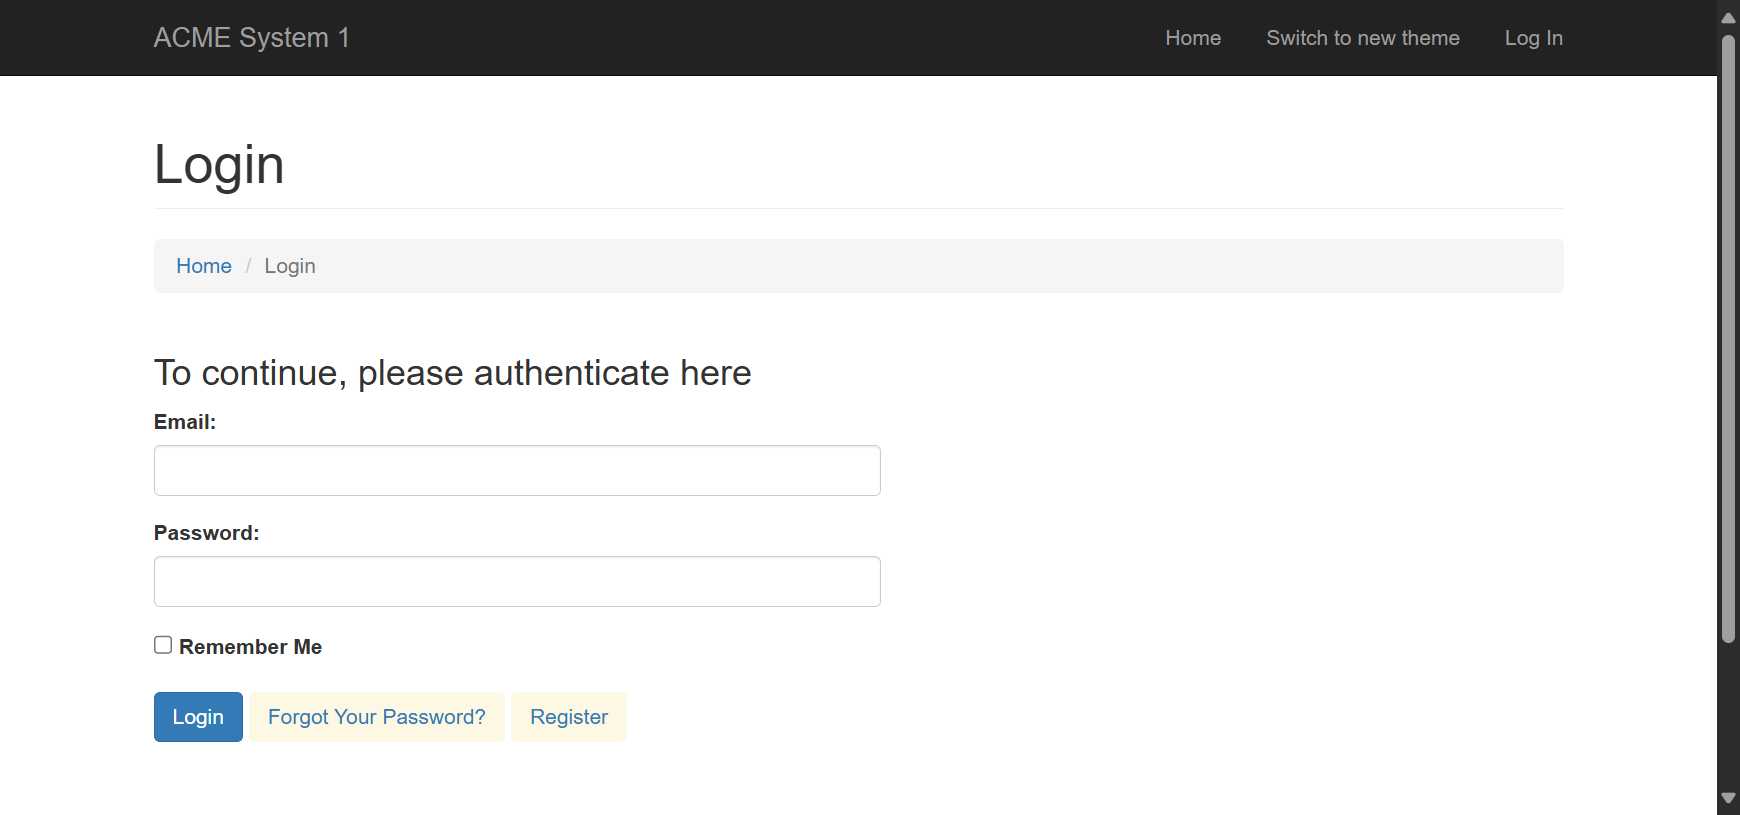 ACME System 1
Home Switch to new theme Log In
Login
Home / Login
To continue, please authenticate here
Email:
Password:
Remember Me
Login Forgot Your Password? Register